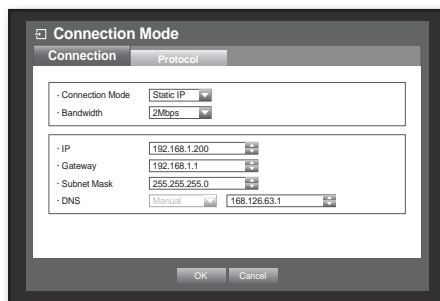 Connection Mode
Connection Protocol
· Connection Mode Static IP
· Bandwidth 2Mbps
· IP 192.168.1.200
· Gateway 192.168.1.1
· Subnet Mask 255.255.255.0
· DNS Manual 168.126.63.1
OK Cancel